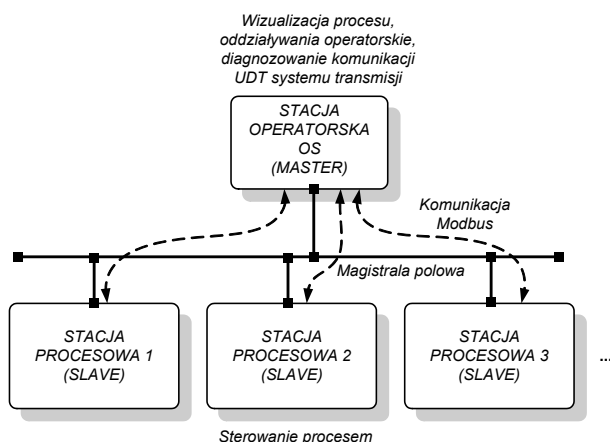 Wizualizacja procesu,
oddziaływania operatorskie,
diagnozowanie komunikacji
UDT systemu transmisji
STACJA
OPERATORSKA
OS
(MASTER)
Komunikacja
Modbus
Magistrala polowa
STACJA
PROCESOWA 1
(SLAVE)
STACJA
PROCESOWA 2
(SLAVE)
STACJA
PROCESOWA 3
(SLAVE)
...
Sterowanie procesem